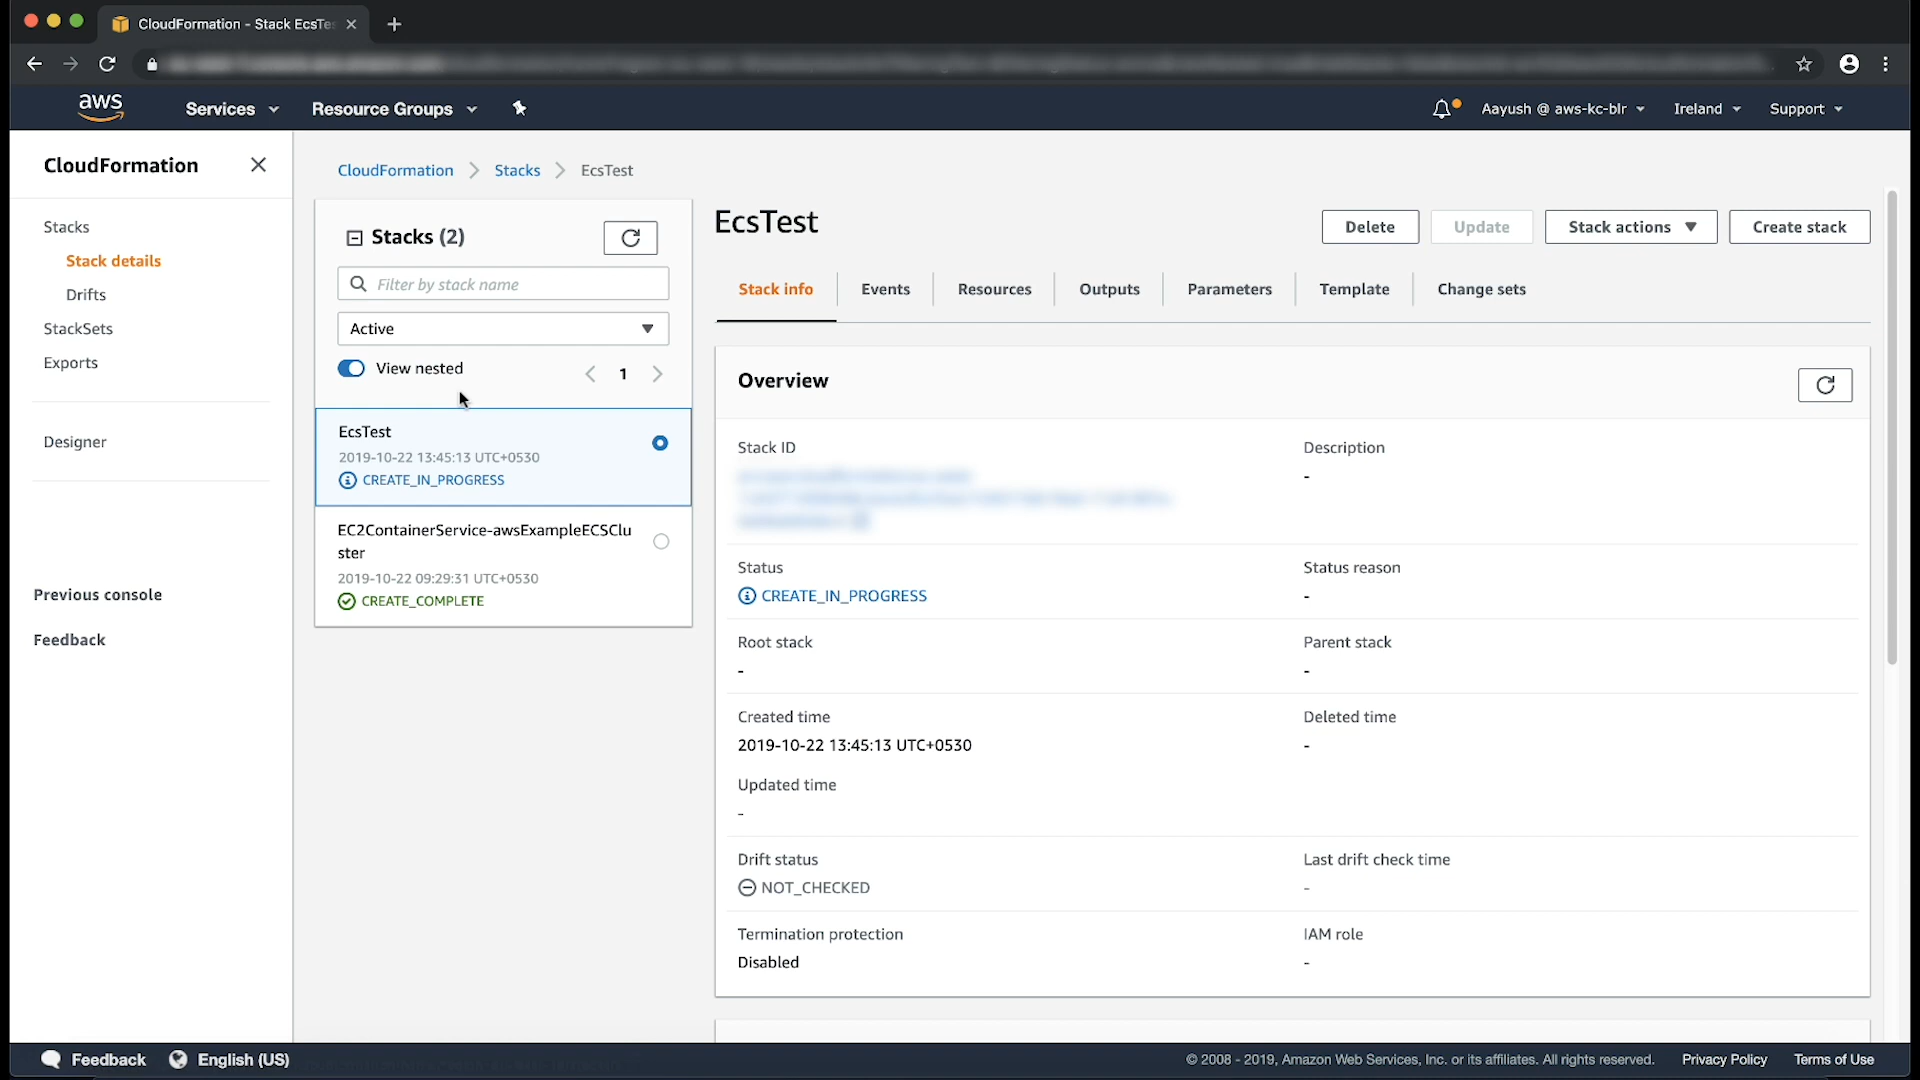 CloudFormation - Stack EcsTe
aws
Services
Resource Groups
Aayush @ aws-kc-blr
Ireland
Support
CloudFormation
Stacks
Stack details
Drifts
StackSets
Exports
Designer
Previous console
Feedback
CloudFormation
Stacks
EcsTest
Stacks (2)
Filter by stack name
Active
View nested
1
EcsTest
2019-10-22 13:45:13 UTC+0530
CREATE_IN_PROGRESS
EC2ContainerService-awsExampleECSClu
ster
2019-10-22 09:29:31 UTC+0530
CREATE_COMPLETE
EcsTest
Delete
Update
Stack actions
Create stack
Stack info
Events
Resources
Outputs
Parameters
Template
Change sets
Overview
Stack ID
Description
-
Status
CREATE_IN_PROGRESS
Status reason
-
Root stack
-
Parent stack
-
Created time
2019-10-22 13:45:13 UTC+0530
Deleted time
-
Updated time
-
Drift status
NOT_CHECKED
Last drift check time
-
Termination protection
Disabled
IAM role
-
Feedback
English (US)
© 2008 - 2019, Amazon Web Services, Inc. or its affiliates. All rights reserved.
Privacy Policy
Terms of Use